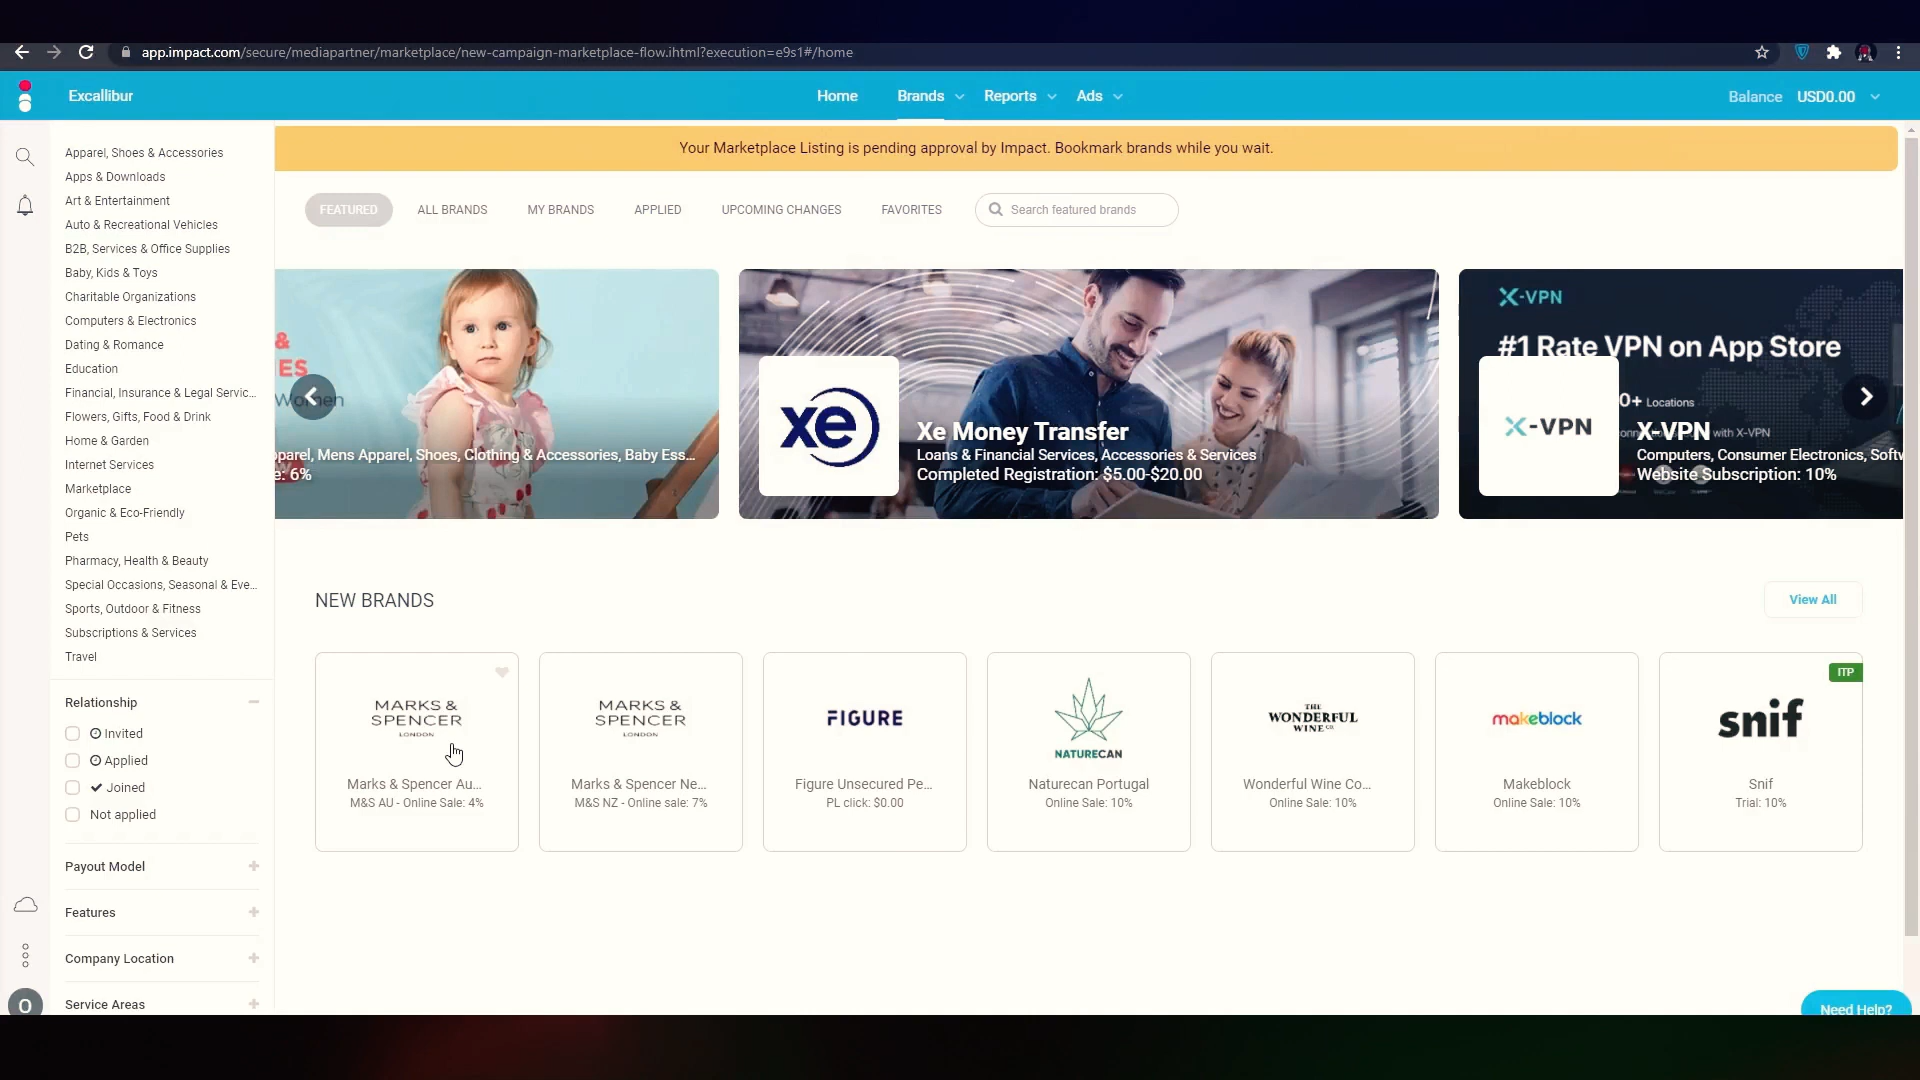 app.impact.com/secure/mediapartner/marketplace/new-campaign-marketplace-flow.ihtml?execution=e9s1#/home
Excallibur
Home
Brands
Reports
Ads
Balance USD0.00
Your Marketplace Listing is pending approval by Impact. Bookmark brands while you wait.
Apparel, Shoes & Accessories
Apps & Downloads
Art & Entertainment
Auto & Recreational Vehicles
B2B, Services & Office Supplies
Baby, Kids & Toys
Charitable Organizations
Computers & Electronics
Dating & Romance
Education
Financial, Insurance & Legal Servic...
Flowers, Gifts, Food & Drink
Home & Garden
Internet Services
Marketplace
Organic & Eco-Friendly
Pets
Pharmacy, Health & Beauty
Special Occasions, Seasonal & Eve...
Sports, Outdoor & Fitness
Subscriptions & Services
Travel
Relationship
Invited
Applied
Joined
Not applied
Payout Model
Features
Company Location
Service Areas
O
FEATURED
ALL BRANDS
MY BRANDS
APPLIED
UPCOMING CHANGES
FAVORITES
Search featured brands
&
ES
Women
pparel, Mens Apparel, Shoes, Clothing & Accessories, Baby Ess...
e: 6%
xe
Xe Money Transfer
Loans & Financial Services, Accessories & Services
Completed Registration: $5.00-$20.00
X-VPN
#1 Rate VPN on App Store
0+ Locations
with X-VPN
X-VPN
X-VPN
Computers, Consumer Electronics, Softw
Website Subscription: 10%
NEW BRANDS
View All
MARKS &
SPENCER
LONDON
Marks & Spencer Au...
M&S AU - Online Sale: 4%
MARKS &
SPENCER
LONDON
Marks & Spencer Ne...
M&S NZ - Online sale: 7%
FIGURE
Figure Unsecured Pe...
PL click: $0.00
NATURECAN
Naturecan Portugal
Online Sale: 10%
THE
WONDERFUL
WINE CO
Wonderful Wine Co...
Online Sale: 10%
makeblock
Makeblock
Online Sale: 10%
ITP
snif
Snif
Trial: 10%
Need Help?